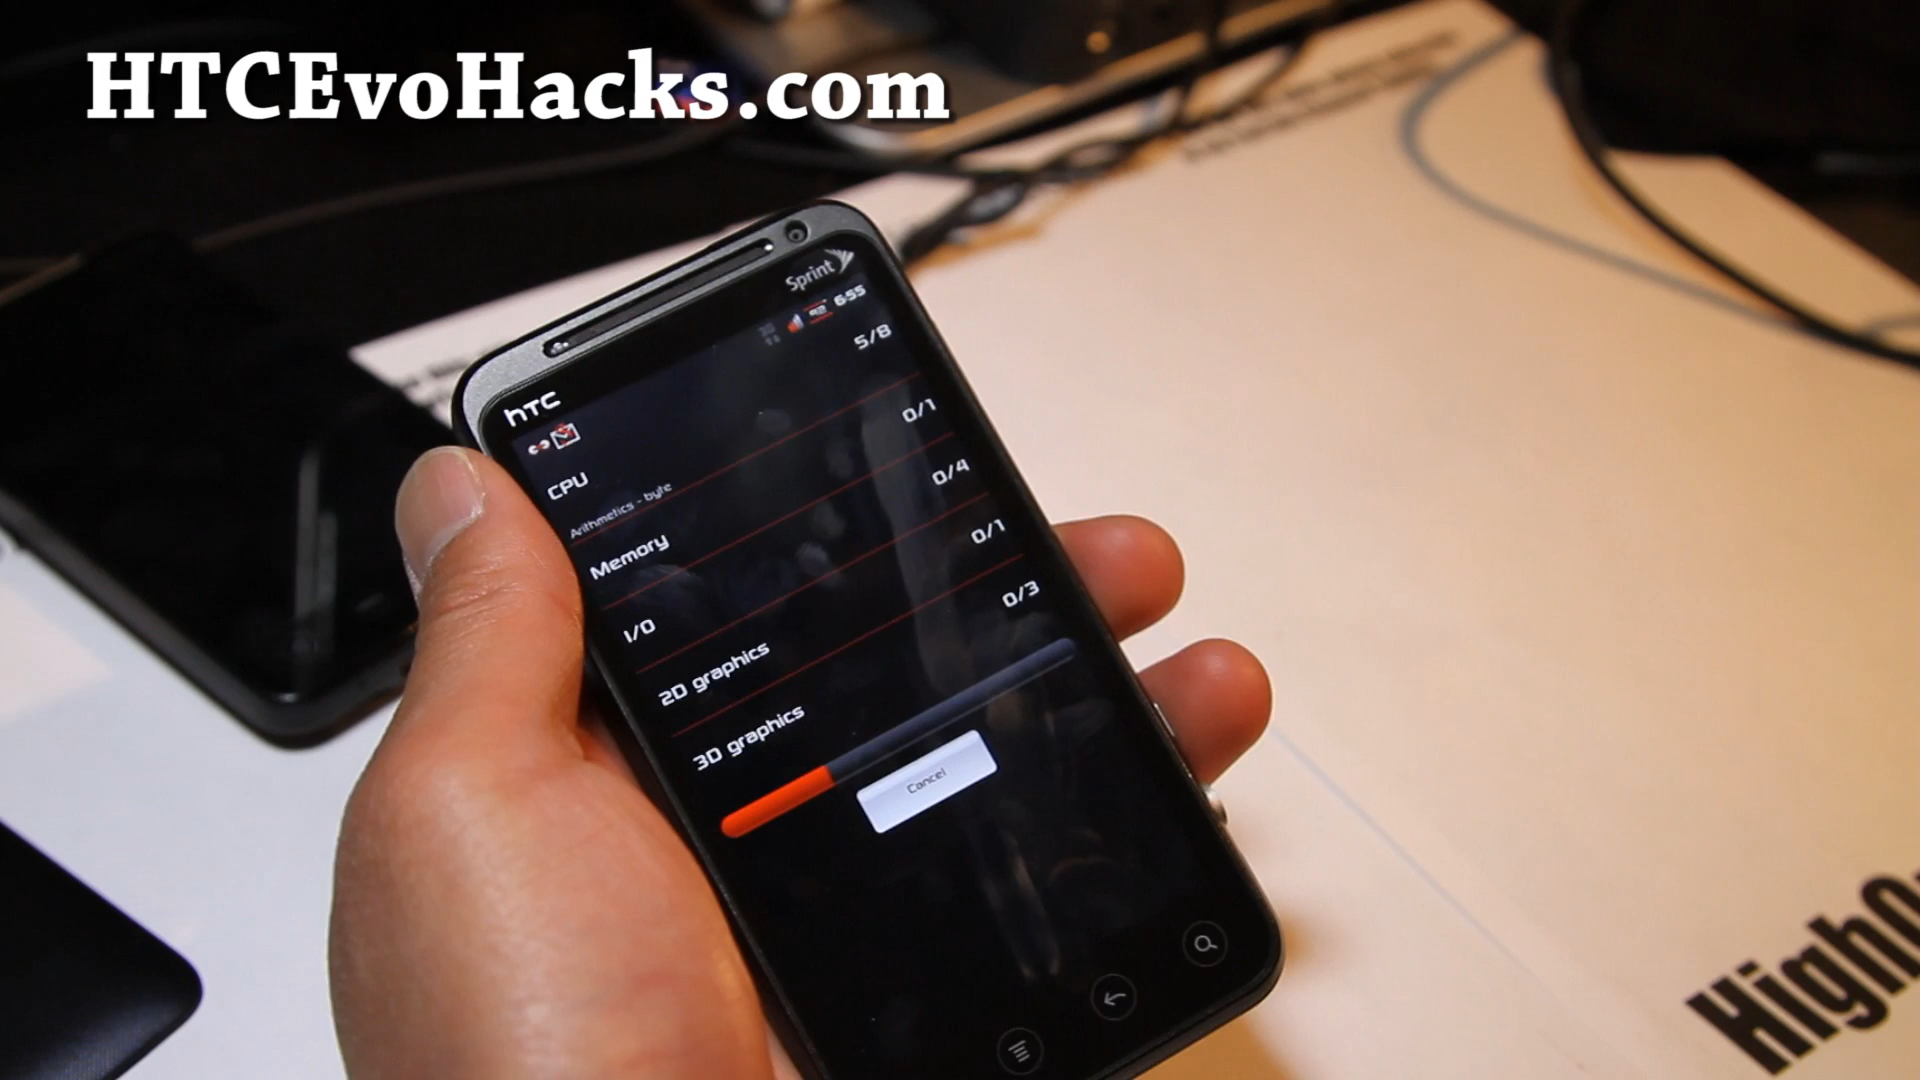 HTCEvoHacks.com
Sprint
6:55
hTC
CPU 5/8
Arithmetics - byte
Memory 0/1
I/O 0/4
2D graphics 0/1
3D graphics 0/3
Cancel